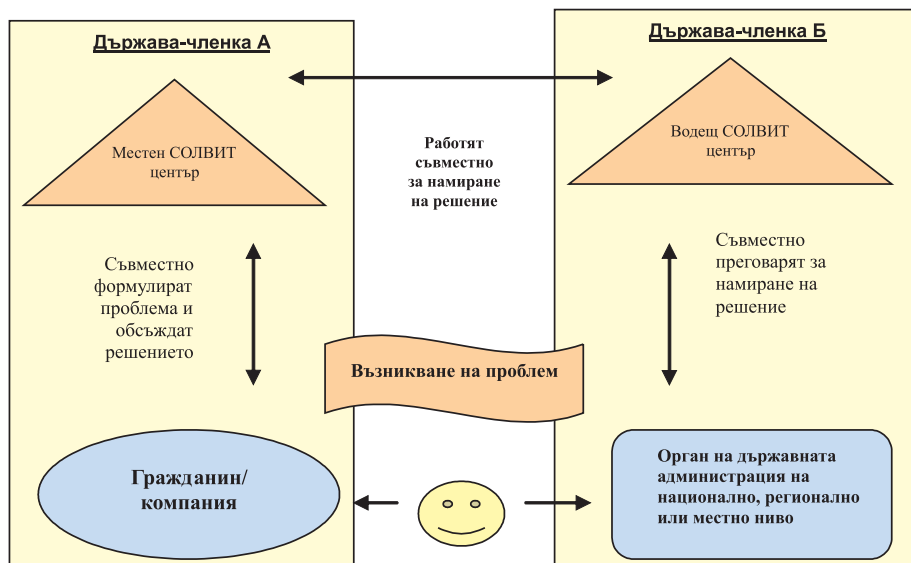 Държава-членка А
Държава-членка Б
Местен СОЛВИТ
център
Водещ СОЛВИТ
център
Работят
съвместно
за намиране
на решение
Съвместно
формулират
проблема и
обсъждат
решението
Съвместно
преговарят за
намиране на
решение
Възникване на проблем
Гражданин/
компания
Орган на държавната
администрация на
национално, регионално
или местно ниво